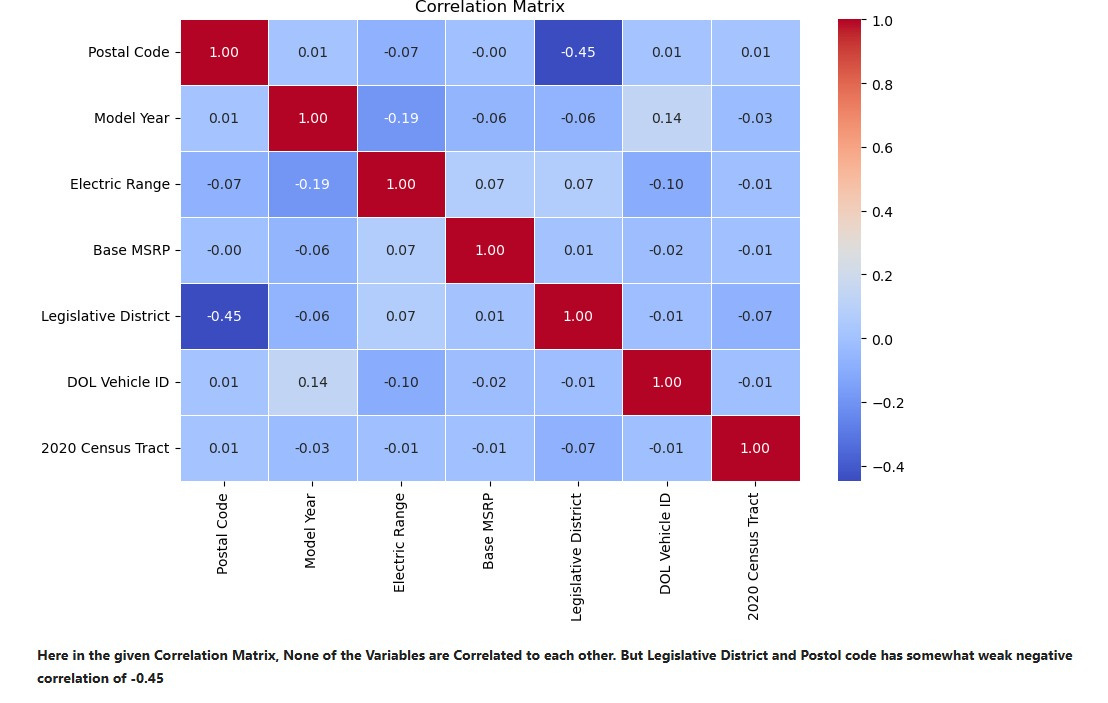 Correlation Matrix
Postal Code 1.00 0.01 -0.07 -0.00 -0.45 0.01 0.01
Model Year 0.01 1.00 -0.19 -0.06 -0.06 0.14 -0.03
Electric Range -0.07 -0.19 1.00 0.07 0.07 -0.10 -0.01
Base MSRP -0.00 -0.06 0.07 1.00 0.01 -0.02 -0.01
Legislative District -0.45 -0.06 0.07 0.01 1.00 -0.01 -0.07
DOL Vehicle ID 0.01 0.14 -0.10 -0.02 -0.01 1.00 -0.01
2020 Census Tract 0.01 -0.03 -0.01 -0.01 -0.07 -0.01 1.00
Postal Code
Model Year
Electric Range
Base MSRP
Legislative District
DOL Vehicle ID
2020 Census Tract
1.0
0.8
0.6
0.4
0.2
0.0
−0.2
−0.4
Here in the given Correlation Matrix, None of the Variables are Correlated to each other. But Legislative District and Postol code has somewhat weak negative
correlation of -0.45